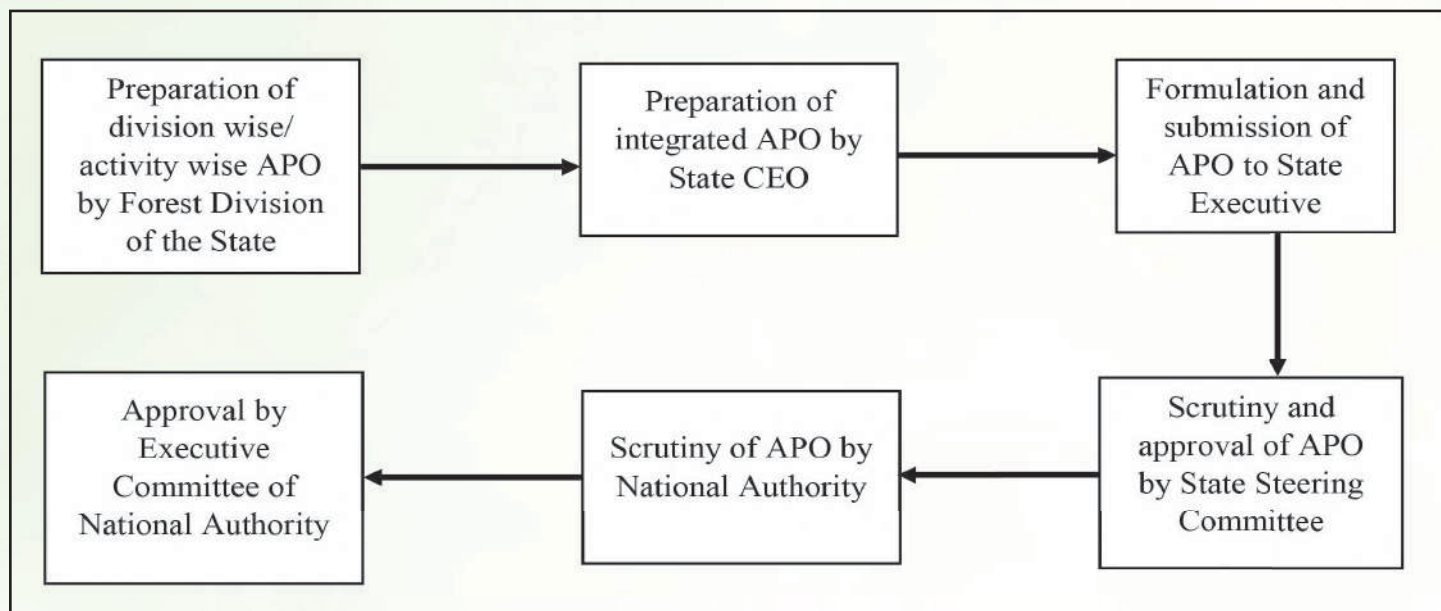 Preparation of
division wise/
activity wise APO
by Forest Division
of the State
Preparation of
integrated APO by
State CEO
Formulation and
submission of
APO to State
Executive
Scrutiny and
approval of APO
by State Steering
Committee
Scrutiny of APO by
National Authority
Approval by
Executive
Committee of
National Authority